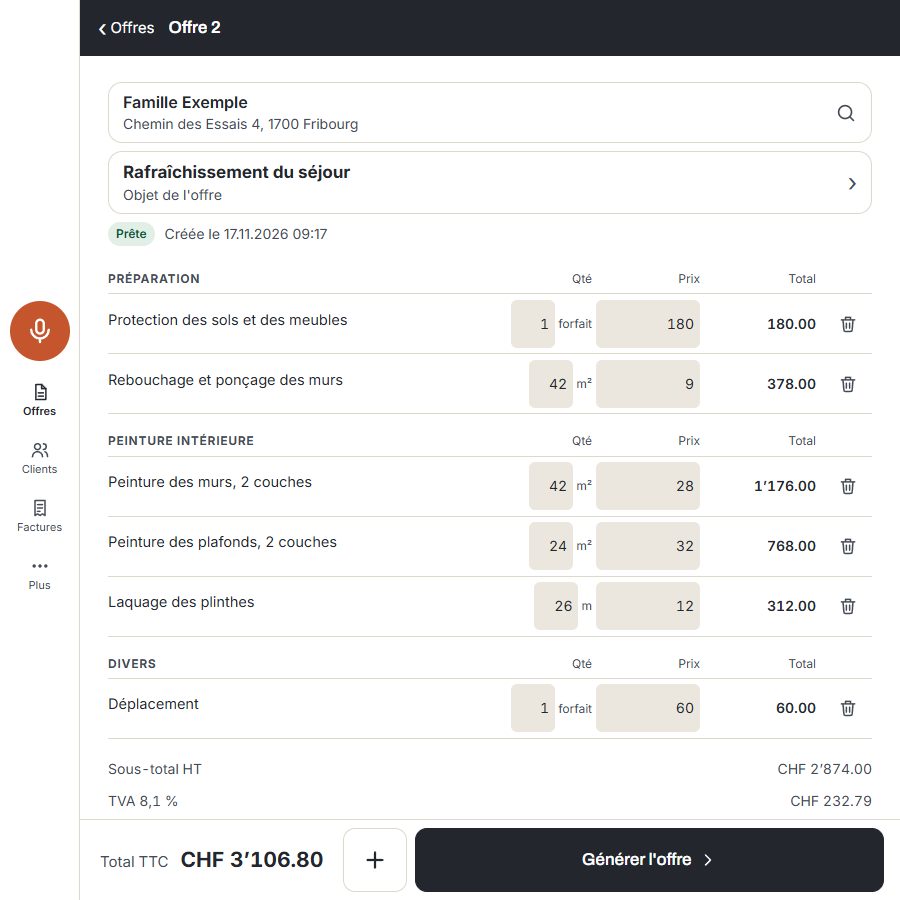 Offres Offre 2
Famille Exemple
Chemin des Essais 4, 1700 Fribourg
Rafraîchissement du séjour
Objet de l'offre
Prête Créée le 17.11.2026 09:17
PRÉPARATION Qté Prix Total
Protection des sols et des meubles 1 forfait 180 180.00
Rebouchage et ponçage des murs 42 m² 9 378.00
PEINTURE INTÉRIEURE Qté Prix Total
Peinture des murs, 2 couches 42 m² 28 1’176.00
Peinture des plafonds, 2 couches 24 m² 32 768.00
Laquage des plinthes 26 m 12 312.00
DIVERS Qté Prix Total
Déplacement 1 forfait 60 60.00
Sous-total HT CHF 2’874.00
TVA 8,1 % CHF 232.79
Total TTC CHF 3’106.80 + Générer l'offre
Offres
Clients
Factures
Plus